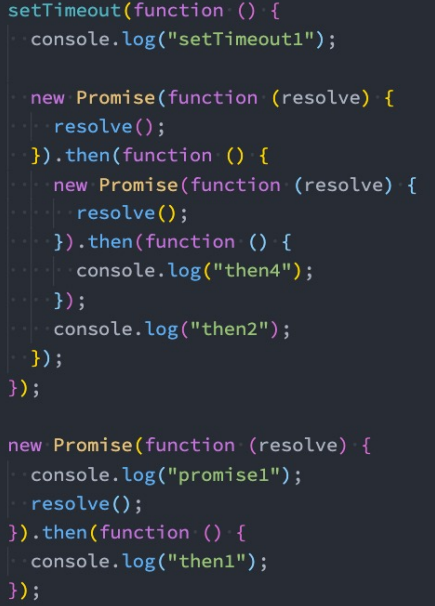 setTimeout(function () {
  console.log("setTimeout1");

  new Promise(function (resolve) {
    resolve();
  }).then(function () {
    new Promise(function (resolve) {
      resolve();
    }).then(function () {
      console.log("then4");
    });
    console.log("then2");
  });
});

new Promise(function (resolve) {
  console.log("promise1");
  resolve();
}).then(function () {
  console.log("then1");
});